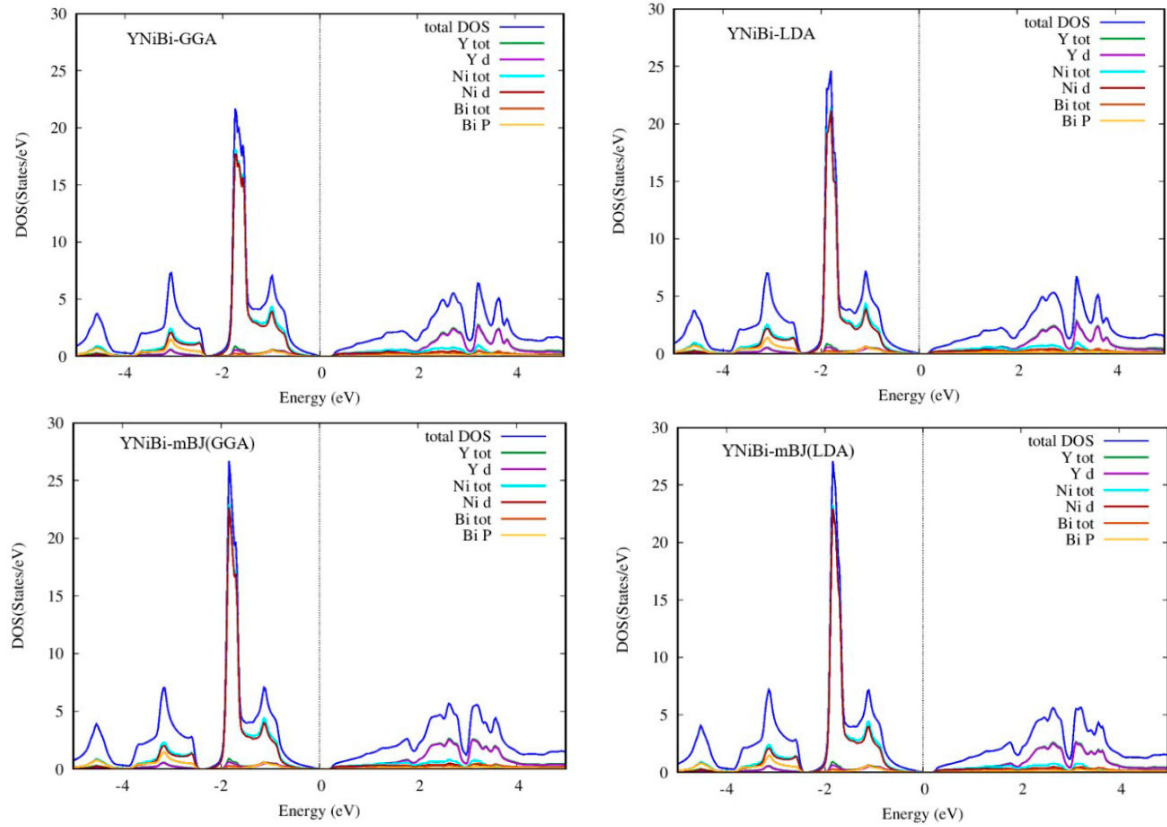 YNiBi-GGA
total DOS
Y tot
Y d
Ni tot
Ni d
Bi tot
Bi P
DOS(States/eV)
30
25
20
15
10
5
0
-4
-2
0
2
4
Energy (eV)
YNiBi-LDA
total DOS
Y tot
Y d
Ni tot
Ni d
Bi tot
Bi P
DOS(States/eV)
30
25
20
15
10
5
0
-4
-2
0
2
4
Energy (eV)
YNiBi-mBJ(GGA)
total DOS
Y tot
Y d
Ni tot
Ni d
Bi tot
Bi P
DOS(States/eV)
30
25
20
15
10
5
0
-4
-2
0
2
4
Energy (eV)
YNiBi-mBJ(LDA)
total DOS
Y tot
Y d
Ni tot
Ni d
Bi tot
Bi P
DOS(States/eV)
30
25
20
15
10
5
0
-4
-2
0
2
4
Energy (eV)